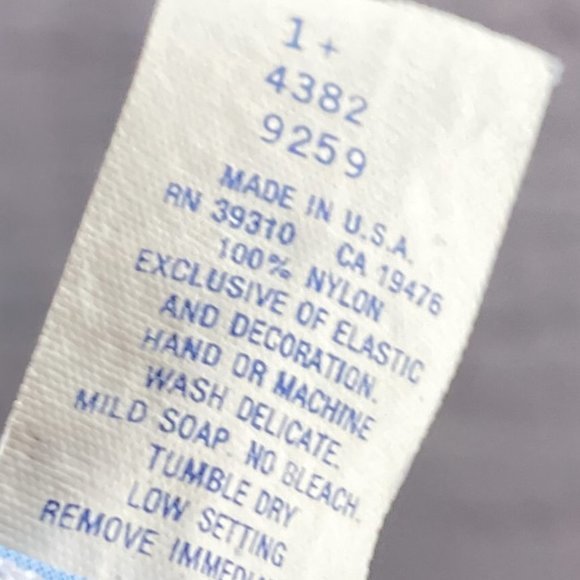 1+
4382
9259
MADE IN U.S.A.
RN 39310 CA 19476
100% NYLON
EXCLUSIVE OF ELASTIC
AND DECORATION.
HAND OR MACHINE
WASH DELICATE.
MILD SOAP. NO BLEACH.
TUMBLE DRY
LOW SETTING
REMOVE